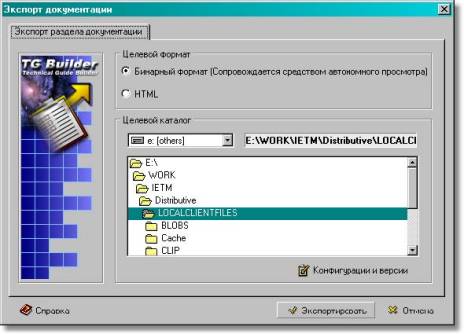 Экспорт документации
Экспорт раздела документации
TG Builder
Technical Guide Builder
Целевой формат
Бинарный формат (Сопровождается средством автономного просмотра)
HTML
Целевой каталог
e: [others]
E:\WORK\IETM\Distributive\LOCALCI
E:\
WORK
IETM
Distributive
LOCALCLIENTFILES
BLOBS
Cache
CLIP
Конфигурации и версии
Справка
Экспортировать
Отмена